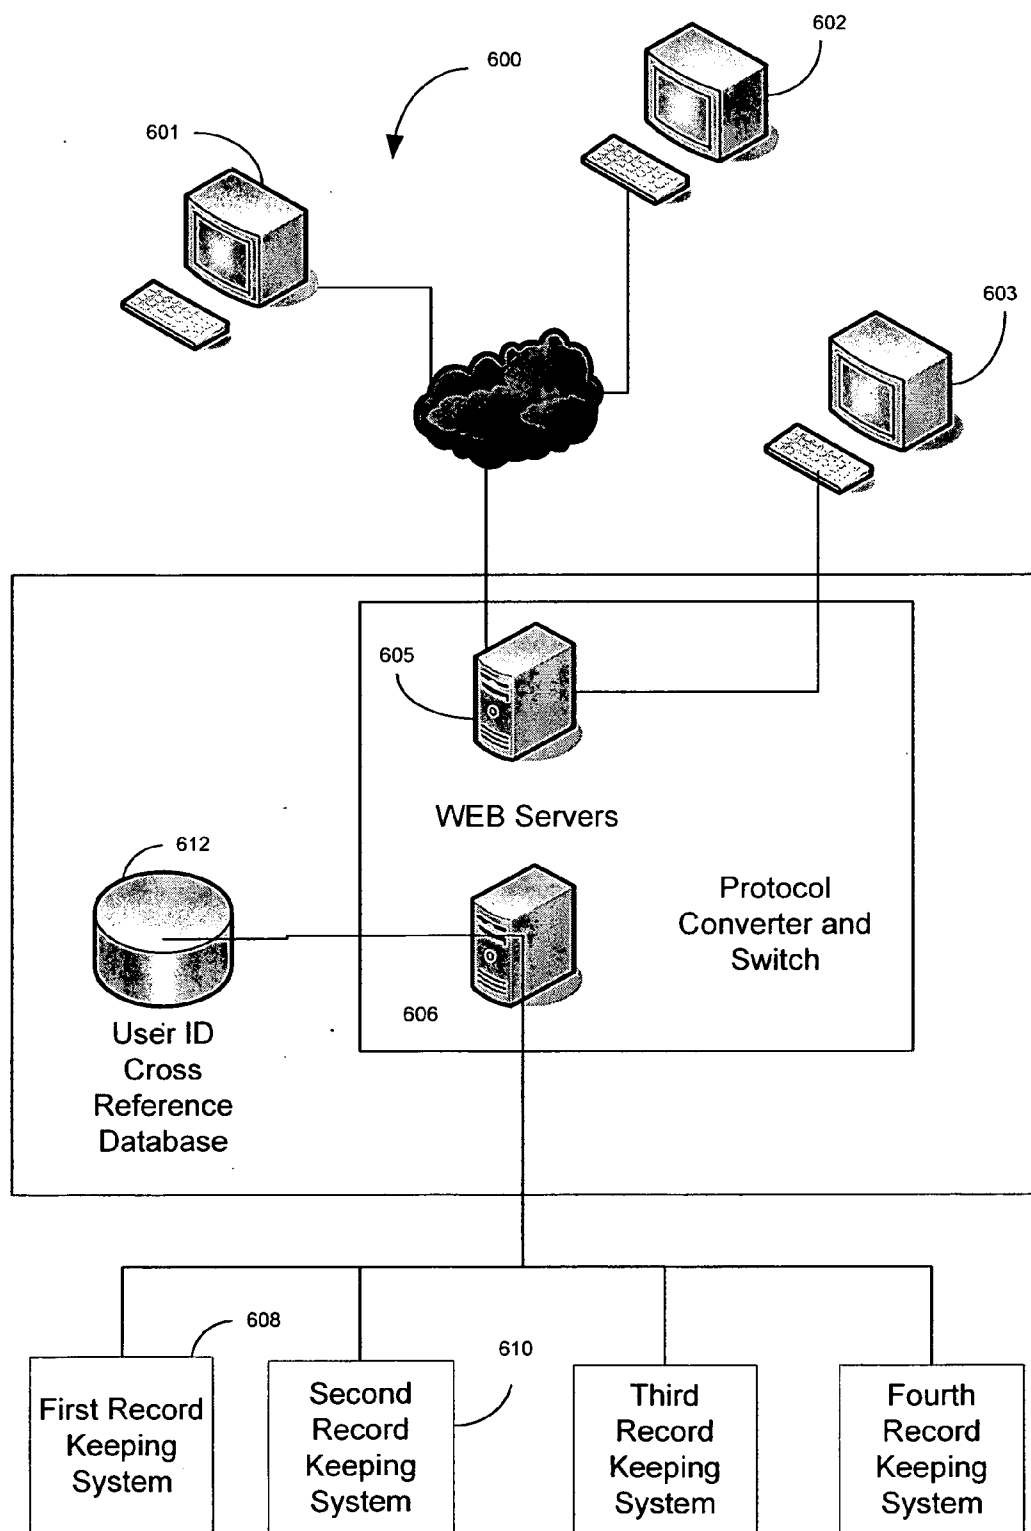 602
600
601
603
605
WEB Servers
612
Protocol
Converter and
Switch
606
User ID
Cross
Reference
Database
608
610
First Record
Keeping
System
Second
Record
Keeping
System
Third
Record
Keeping
System
Fourth
Record
Keeping
System